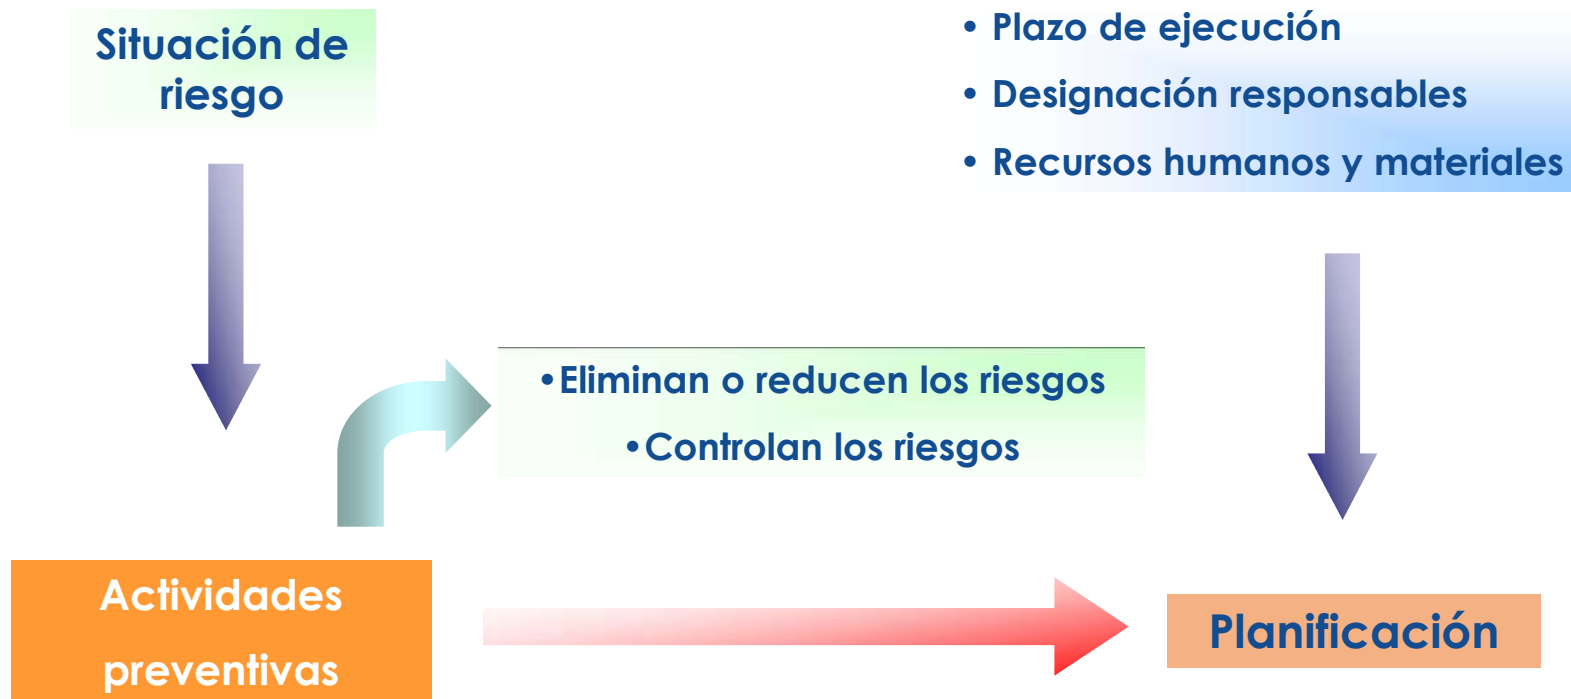 Situación de
riesgo
• Plazo de ejecución
• Designación responsables
• Recursos humanos y materiales
•Eliminan o reducen los riesgos
•Controlan los riesgos
Actividades
preventivas
Planificación